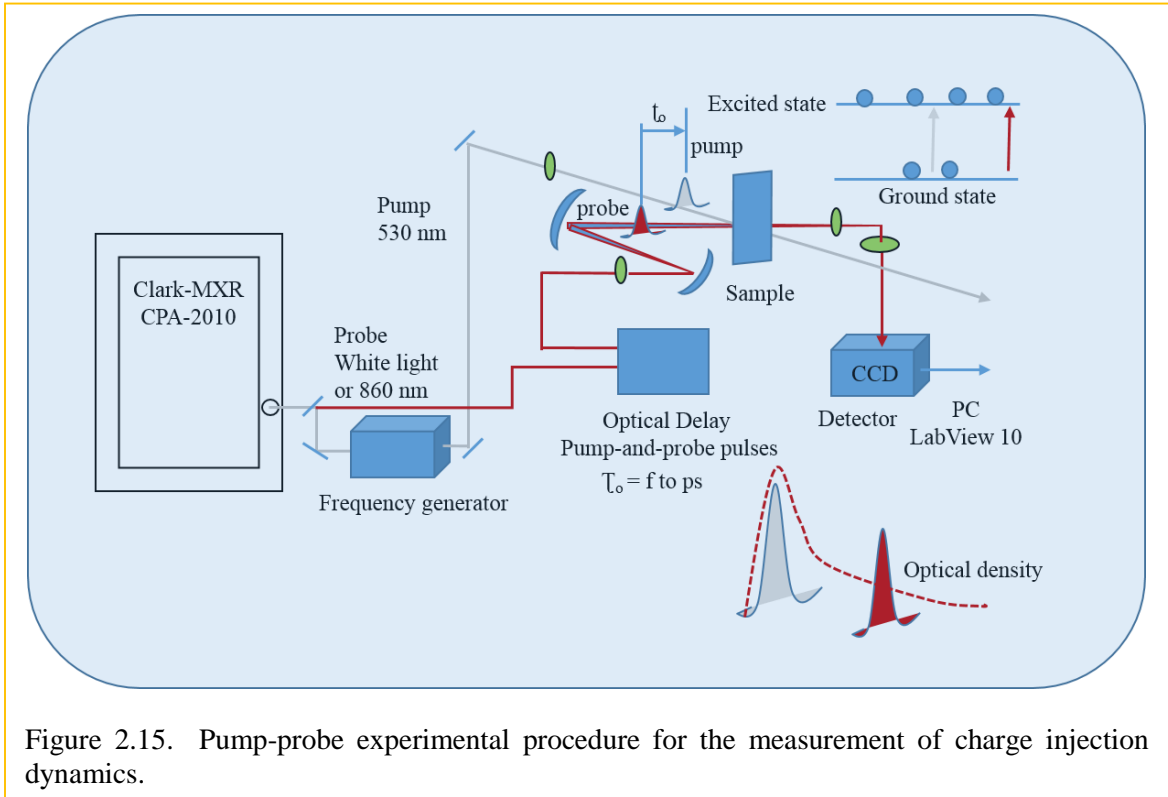 Excited state
t₀
pump
Ground state
probe
Pump
530 nm
Sample
Clark-MXR
CPA-2010
Probe
White light
or 860 nm
CCD
Detector
PC
LabView 10
Optical Delay
Pump-and-probe pulses
Ʈₒ = f to ps
Frequency generator
Optical density
Figure 2.15. Pump-probe experimental procedure for the measurement of charge injection
dynamics.